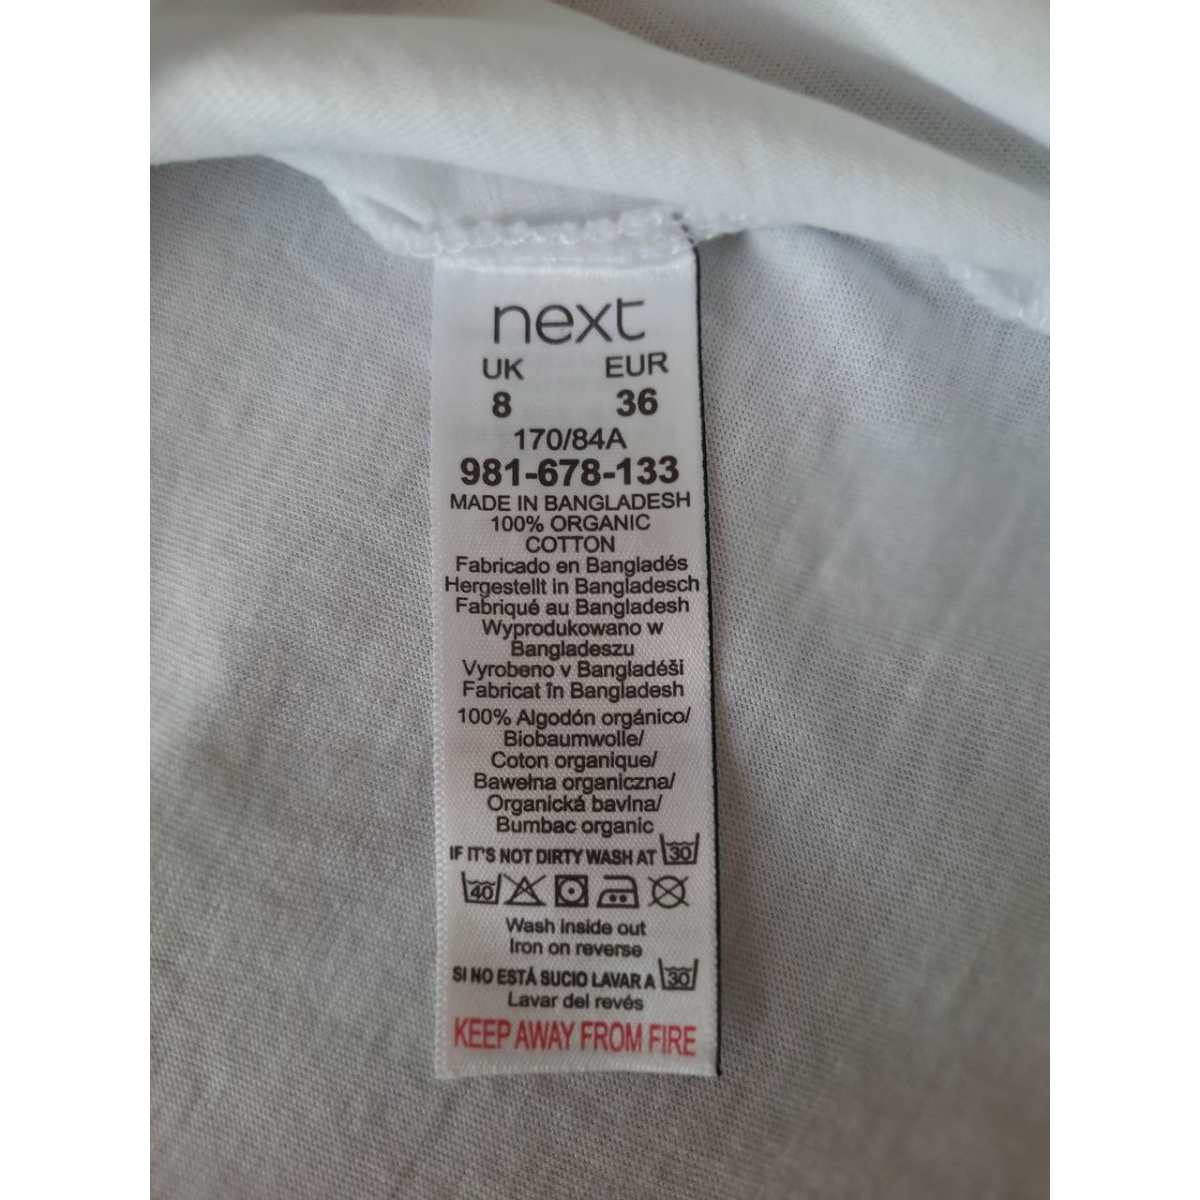 next
UK EUR
8 36
170/84A
981-678-133
MADE IN BANGLADESH
100% ORGANIC
COTTON
Fabricado en Bangladés
Hergestellt in Bangladesch
Fabriqué au Bangladesh
Wyprodukowano w
Bangladeszu
Vyrobeno v Bangladéši
Fabricat în Bangladesh
100% Algodón orgánico/
Biobaumwolle/
Coton organique/
Bawełna organiczna/
Organická bavlna/
Bumbac organic
IF IT'S NOT DIRTY WASH AT 30
40
Wash inside out
Iron on reverse
SI NO ESTÁ SUCIO LAVAR A 30
Lavar del revés
KEEP AWAY FROM FIRE